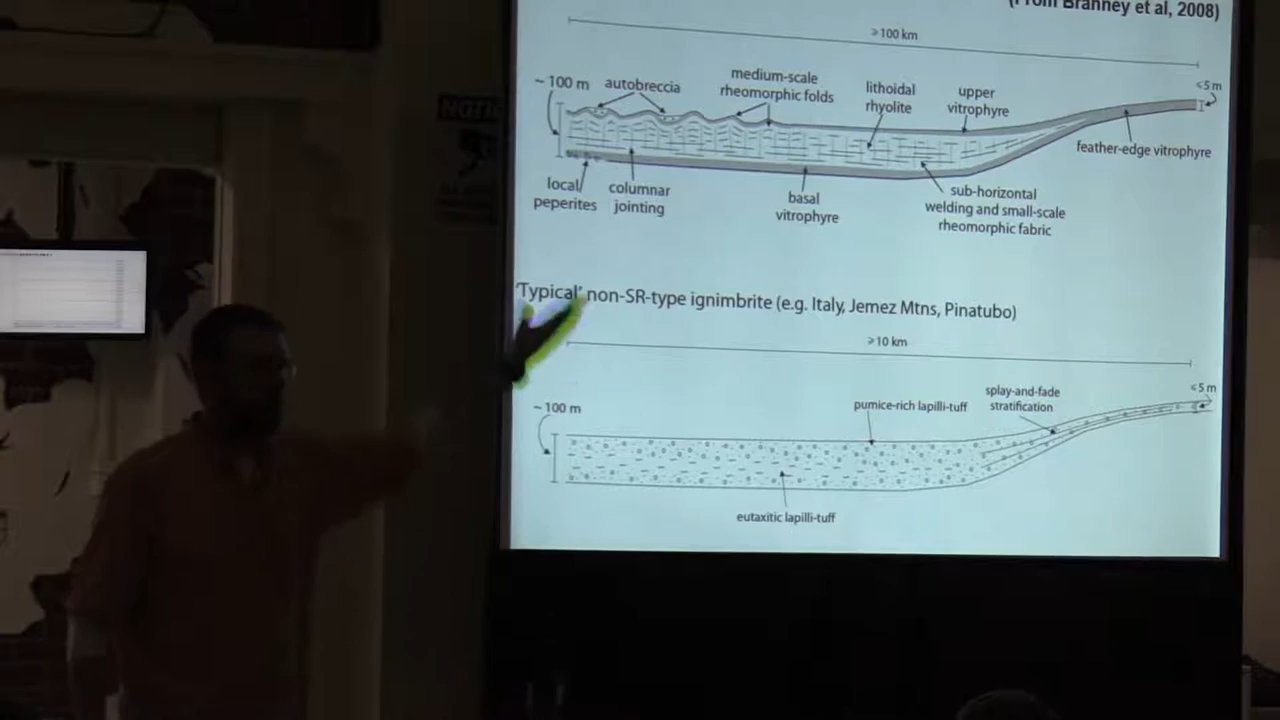 (From Branney et al, 2008)
⩾100 km
~ 100 m
autobreccia
medium-scale
rheomorphic folds
lithoidal
rhyolite
upper
vitrophyre
<5 m
feather-edge vitrophyre
local
peperites
columnar
jointing
basal
vitrophyre
sub-horizontal
welding and small-scale
rheomorphic fabric
'Typical' non-SR-type ignimbrite (e.g. Italy, Jemez Mtns, Pinatubo)
⩾10 km
~ 100 m
pumice-rich lapilli-tuff
splay-and-fade
stratification
⩽5 m
eutaxitic lapilli-tuff